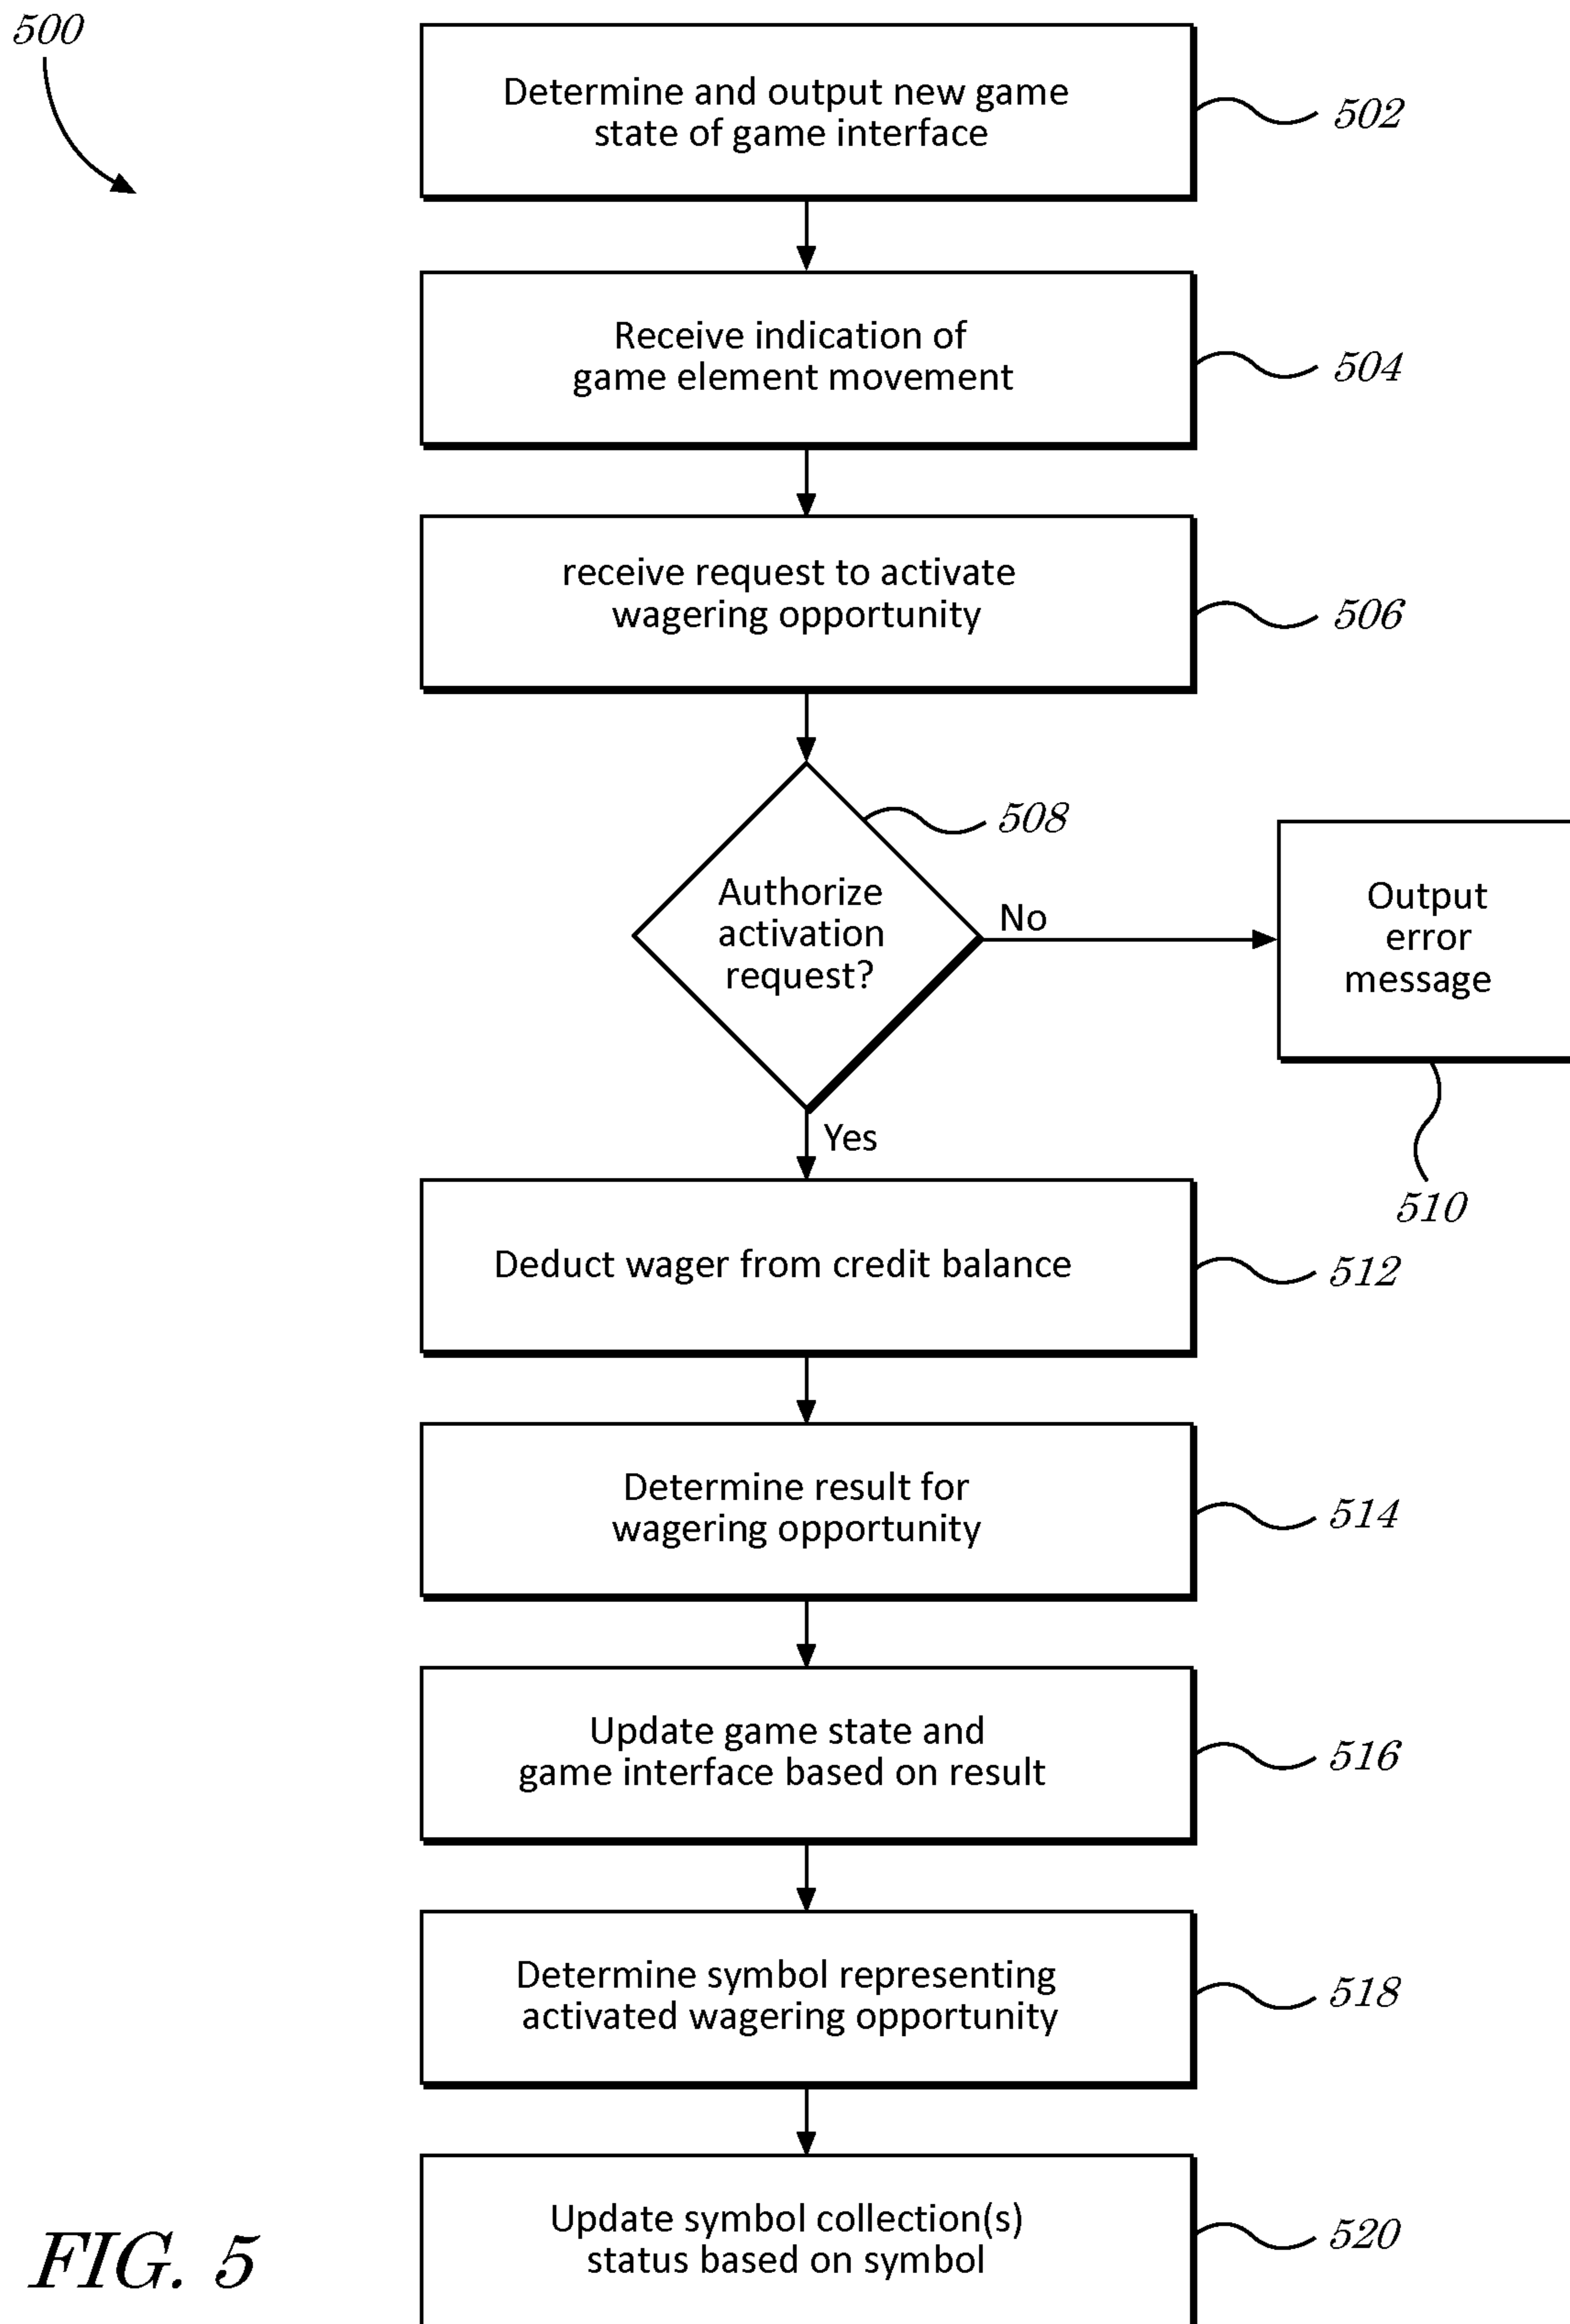 500
Determine and output new game
state of game interface
502
Receive indication of
game element movement
504
receive request to activate
wagering opportunity
506
508
Authorize
activation
request?
No
Output
error
message
510
Yes
Deduct wager from credit balance
512
Determine result for
wagering opportunity
514
Update game state and
game interface based on result
516
Determine symbol representing
activated wagering opportunity
518
Update symbol collection(s)
status based on symbol
520
FIG. 5